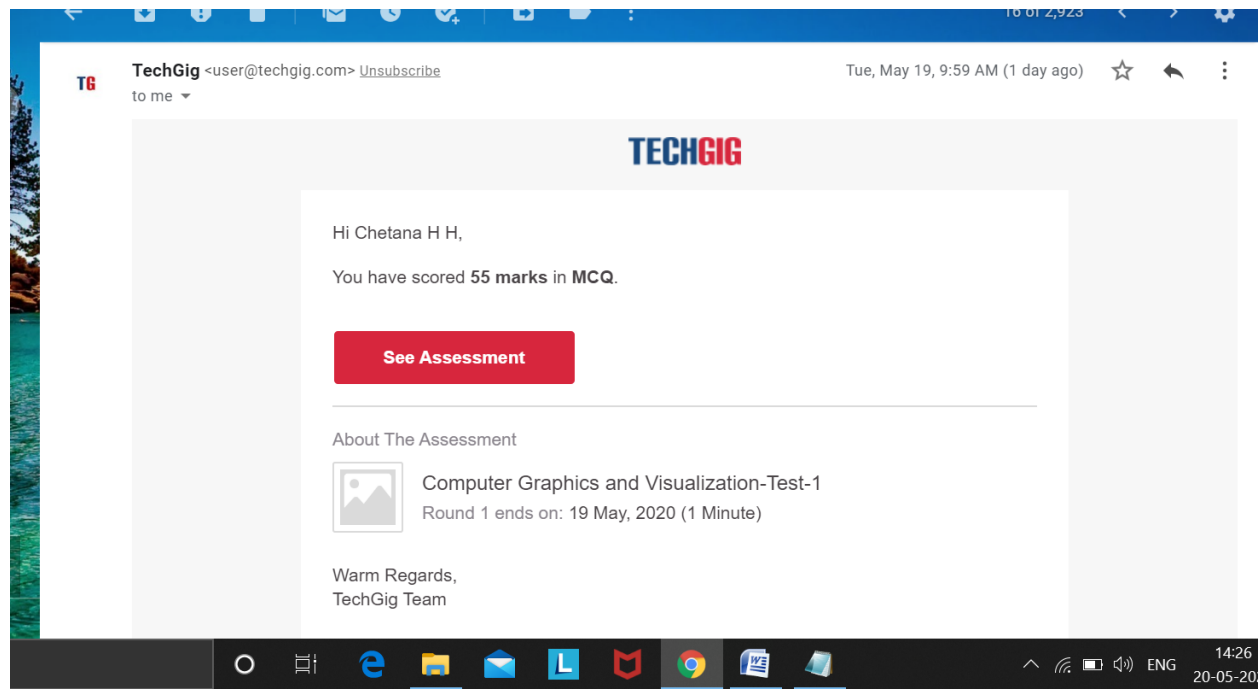 16 of 2,923
TG
TechGig <user@techgig.com> Unsubscribe
Tue, May 19, 9:59 AM (1 day ago)
to me
TECHGIG
Hi Chetana H H,
You have scored 55 marks in MCQ.
See Assessment
About The Assessment
Computer Graphics and Visualization-Test-1
Round 1 ends on: 19 May, 2020 (1 Minute)
Warm Regards,
TechGig Team
L
W
ENG
14:26
20-05-20